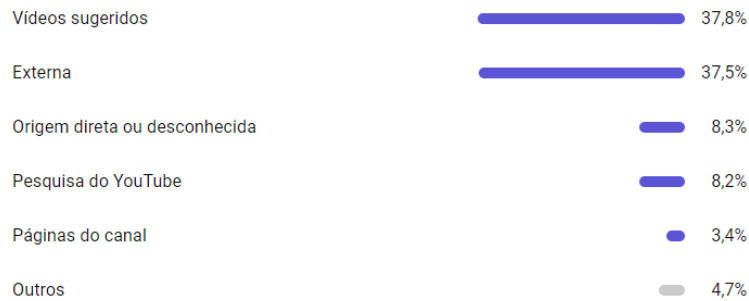 Vídeos sugeridos 37,8%
Externa 37,5%
Origem direta ou desconhecida 8,3%
Pesquisa do YouTube 8,2%
Páginas do canal 3,4%
Outros 4,7%